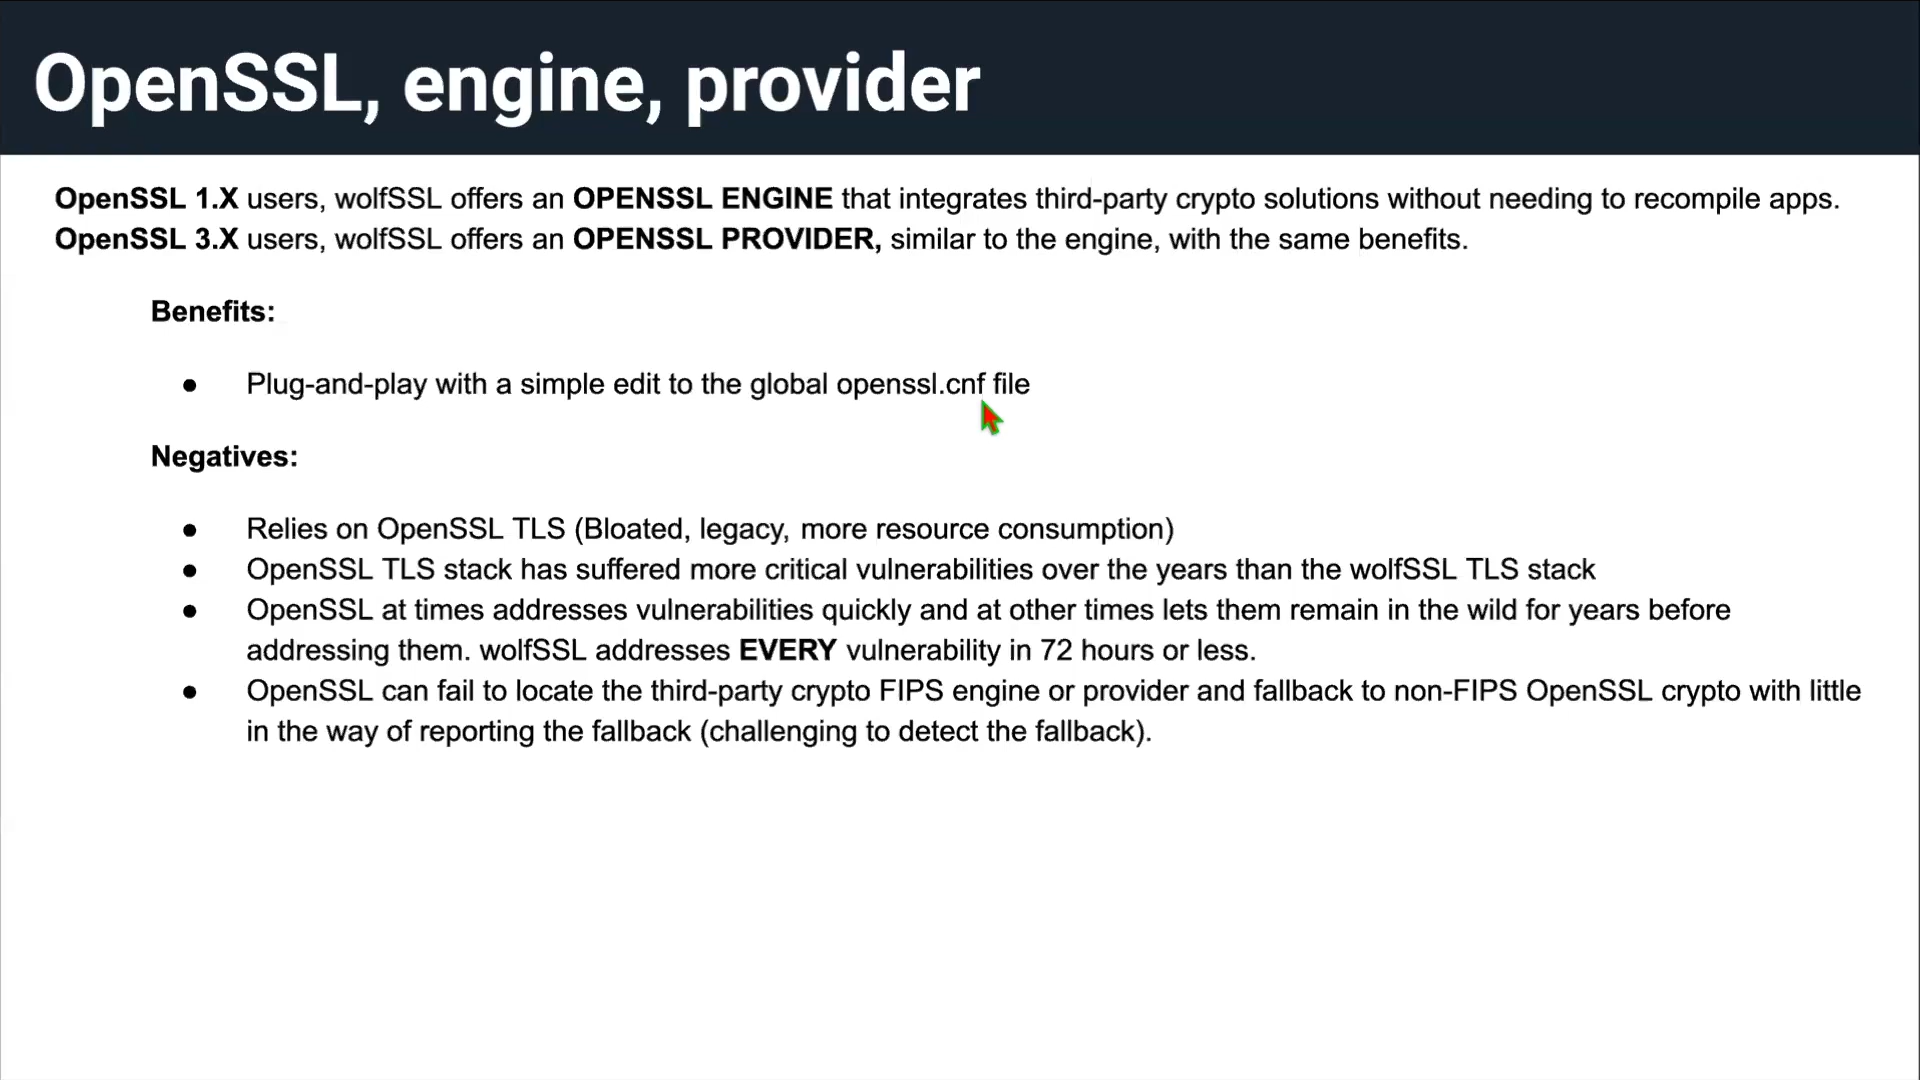 OpenSSL, engine, provider
OpenSSL 1.X users, wolfSSL offers an OPENSSL ENGINE that integrates third-party crypto solutions without needing to recompile apps.
OpenSSL 3.X users, wolfSSL offers an OPENSSL PROVIDER, similar to the engine, with the same benefits.
Benefits:
● Plug-and-play with a simple edit to the global openssl.cnf file
Negatives:
● Relies on OpenSSL TLS (Bloated, legacy, more resource consumption)
● OpenSSL TLS stack has suffered more critical vulnerabilities over the years than the wolfSSL TLS stack
● OpenSSL at times addresses vulnerabilities quickly and at other times lets them remain in the wild for years before
addressing them. wolfSSL addresses EVERY vulnerability in 72 hours or less.
● OpenSSL can fail to locate the third-party crypto FIPS engine or provider and fallback to non-FIPS OpenSSL crypto with little
in the way of reporting the fallback (challenging to detect the fallback).